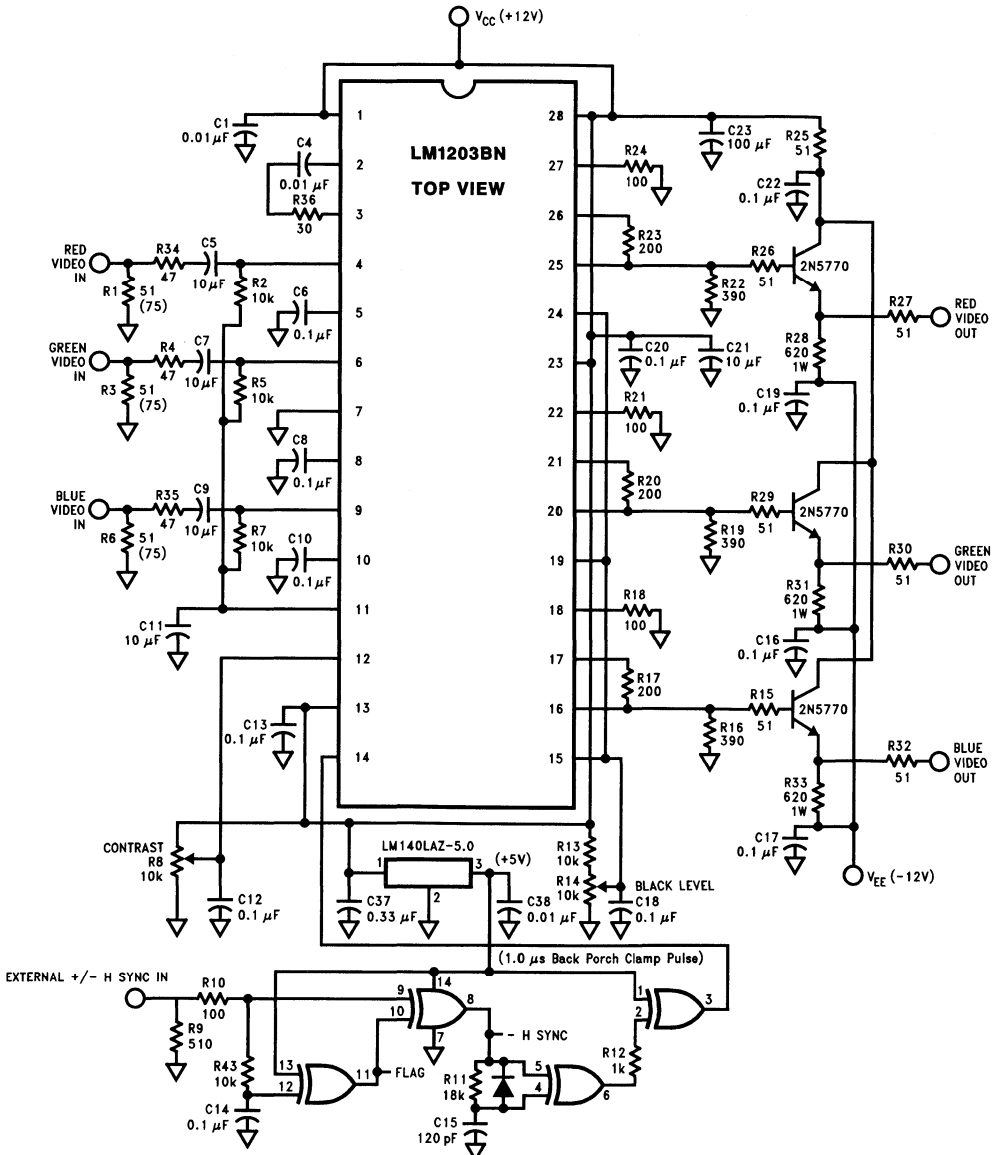 V_CC (+12V)
LM1203BN
TOP VIEW
1
2
3
4
5
6
7
8
9
10
11
12
13
14
28
27
26
25
24
23
22
21
20
19
18
17
16
15
C1
0.01 μF
C4
0.01 μF
R36
30
RED
VIDEO
IN
R34
47
C5
10 μF
R1
51
(75)
R2
10k
C6
0.1 μF
GREEN
VIDEO
IN
R4
47
C7
10 μF
R3
51
(75)
R5
10k
C8
0.1 μF
BLUE
VIDEO
IN
R35
47
C9
10 μF
R6
51
(75)
R7
10k
C10
0.1 μF
C11
10 μF
C13
0.1 μF
R24
100
C23
100 μF
R25
51
C22
0.1 μF
R23
200
R22
390
R26
51
2N5770
R27
51
RED
VIDEO
OUT
R28
620
1W
C20
0.1 μF
C21
10 μF
C19
0.1 μF
R21
100
R20
200
R19
390
R29
51
2N5770
R30
51
GREEN
VIDEO
OUT
R31
620
1W
C16
0.1 μF
R18
100
R17
200
R16
390
R15
51
2N5770
R32
51
BLUE
VIDEO
OUT
R33
620
1W
C17
0.1 μF
V_EE (-12V)
CONTRAST
R8
10k
C12
0.1 μF
LM140LAZ-5.0
1
2
3
(+5V)
C37
0.33 μF
C38
0.01 μF
R13
10k
R14
10k
BLACK LEVEL
C18
0.1 μF
(1.0 μs Back Porch Clamp Pulse)
EXTERNAL +/- H SYNC IN
R10
100
R9
510
R43
10k
C14
0.1 μF
13
12
11
FLAG
9
10
14
7
8
- H SYNC
R11
18k
C15
120 pF
5
4
6
R12
1k
1
2
3